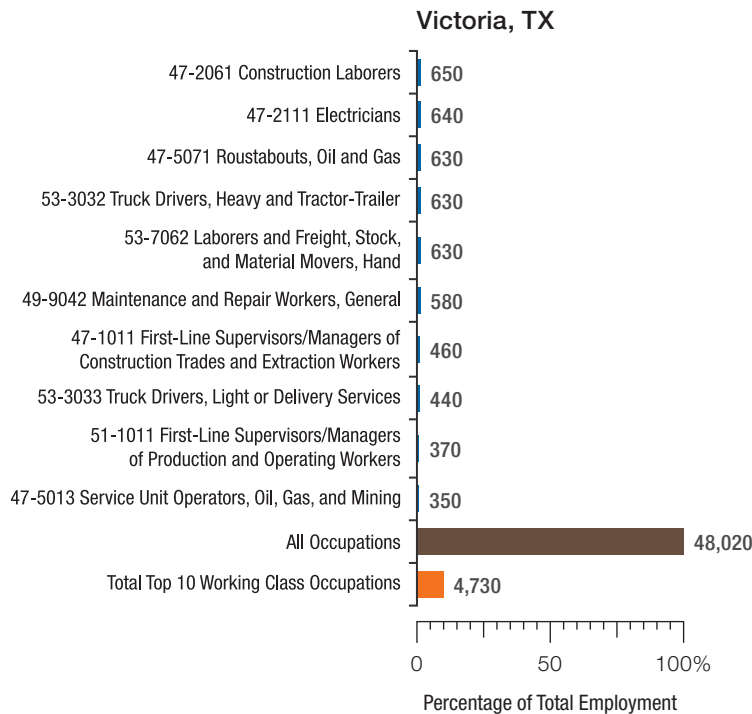 Victoria, TX
47-2061 Construction Laborers 650
47-2111 Electricians 640
47-5071 Roustabouts, Oil and Gas 630
53-3032 Truck Drivers, Heavy and Tractor-Trailer 630
53-7062 Laborers and Freight, Stock,
and Material Movers, Hand 630
49-9042 Maintenance and Repair Workers, General 580
47-1011 First-Line Supervisors/Managers of
Construction Trades and Extraction Workers 460
53-3033 Truck Drivers, Light or Delivery Services 440
51-1011 First-Line Supervisors/Managers
of Production and Operating Workers 370
47-5013 Service Unit Operators, Oil, Gas, and Mining 350
All Occupations 48,020
Total Top 10 Working Class Occupations 4,730
0 50 100%
Percentage of Total Employment